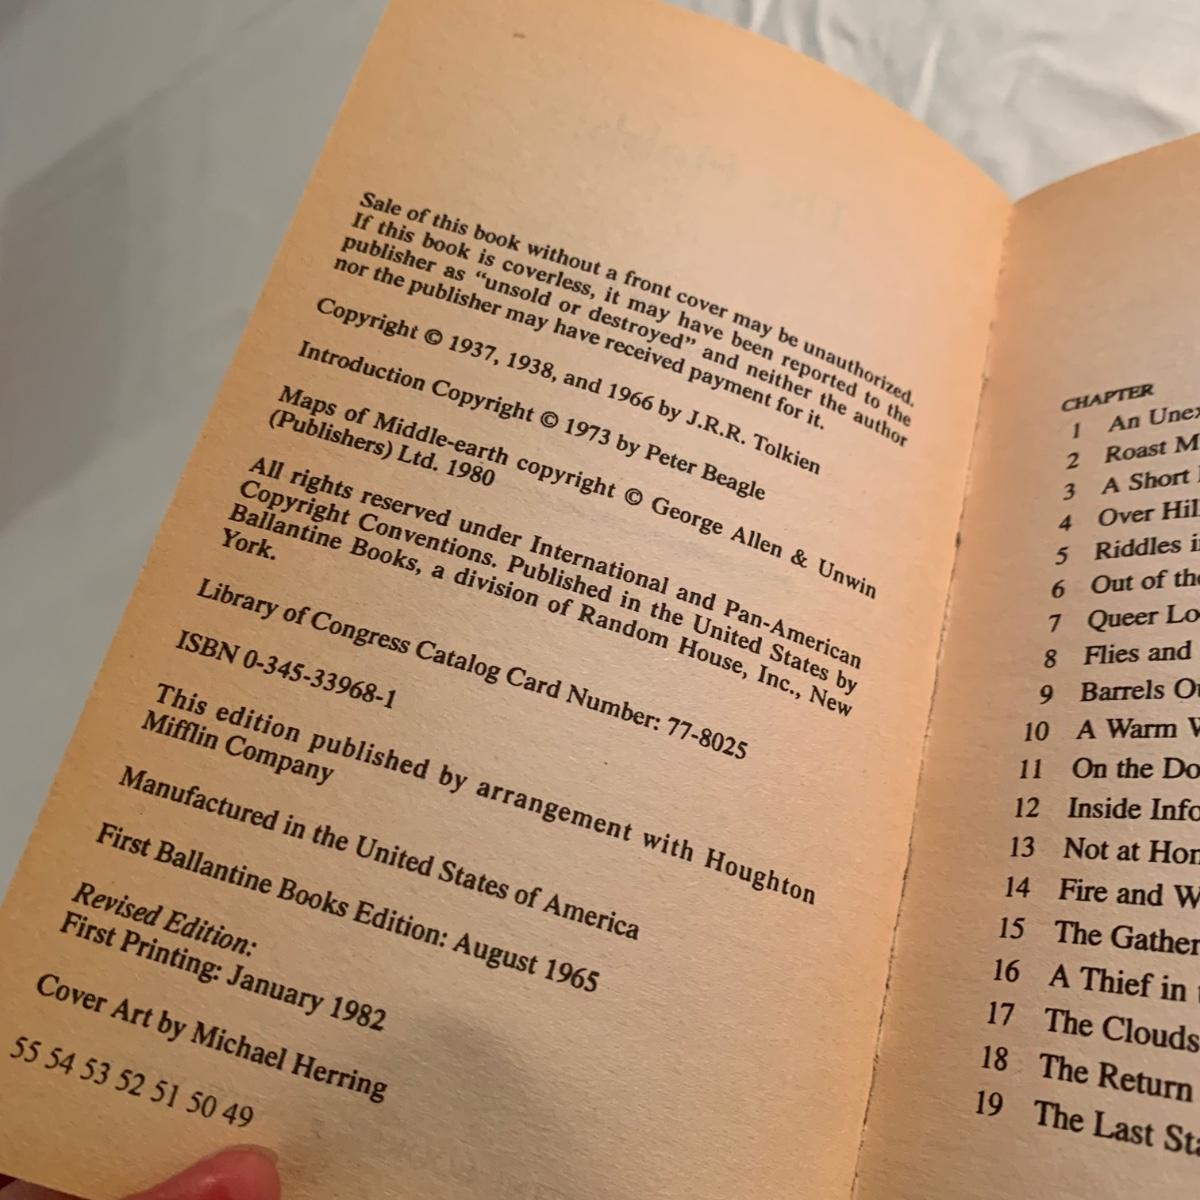 Sale of this book without a front cover may be unauthorized.
If this book is coverless, it may have been reported to the
publisher as “unsold or destroyed” and neither the author
nor the publisher may have received payment for it.
Copyright © 1937, 1938, and 1966 by J.R.R. Tolkien
Introduction Copyright © 1973 by Peter Beagle
Maps of Middle-earth copyright © George Allen & Unwin
(Publishers) Ltd. 1980
All rights reserved under International and Pan-American
Copyright Conventions. Published in the United States by
Ballantine Books, a division of Random House, Inc., New
York.
Library of Congress Catalog Card Number: 77-8025
ISBN 0-345-33968-1
This edition published by arrangement with Houghton
Mifflin Company
Manufactured in the United States of America
First Ballantine Books Edition: August 1965
Revised Edition:
First Printing: January 1982
Cover Art by Michael Herring
55 54 53 52 51 50 49
CHAPTER
1 An
2 Roast
3 A Short
4 Over
5 Riddles
6 Out of
7 Queer
8 Flies and
9 Barrels
10 A Warm
11 On the
12 Inside
13 Not at
14 Fire and
15 The
16 A Thief in
17 The Clouds
18 The Return
19 The Last